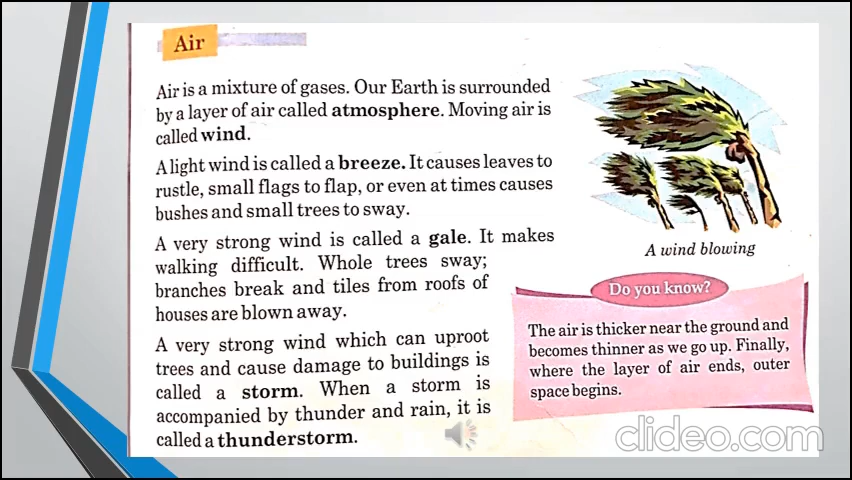 Air
Air is a mixture of gases. Our Earth is surrounded
by a layer of air called atmosphere. Moving air is
called wind.
A light wind is called a breeze. It causes leaves to
rustle, small flags to flap, or even at times causes
bushes and small trees to sway.
A very strong wind is called a gale. It makes
walking difficult. Whole trees sway;
branches break and tiles from roofs of
houses are blown away.
A very strong wind which can uproot
trees and cause damage to buildings is
called a storm. When a storm is
accompanied by thunder and rain, it is
called a thunderstorm.
A wind blowing
Do you know?
The air is thicker near the ground and
becomes thinner as we go up. Finally,
where the layer of air ends, outer
space begins.
clideo.com